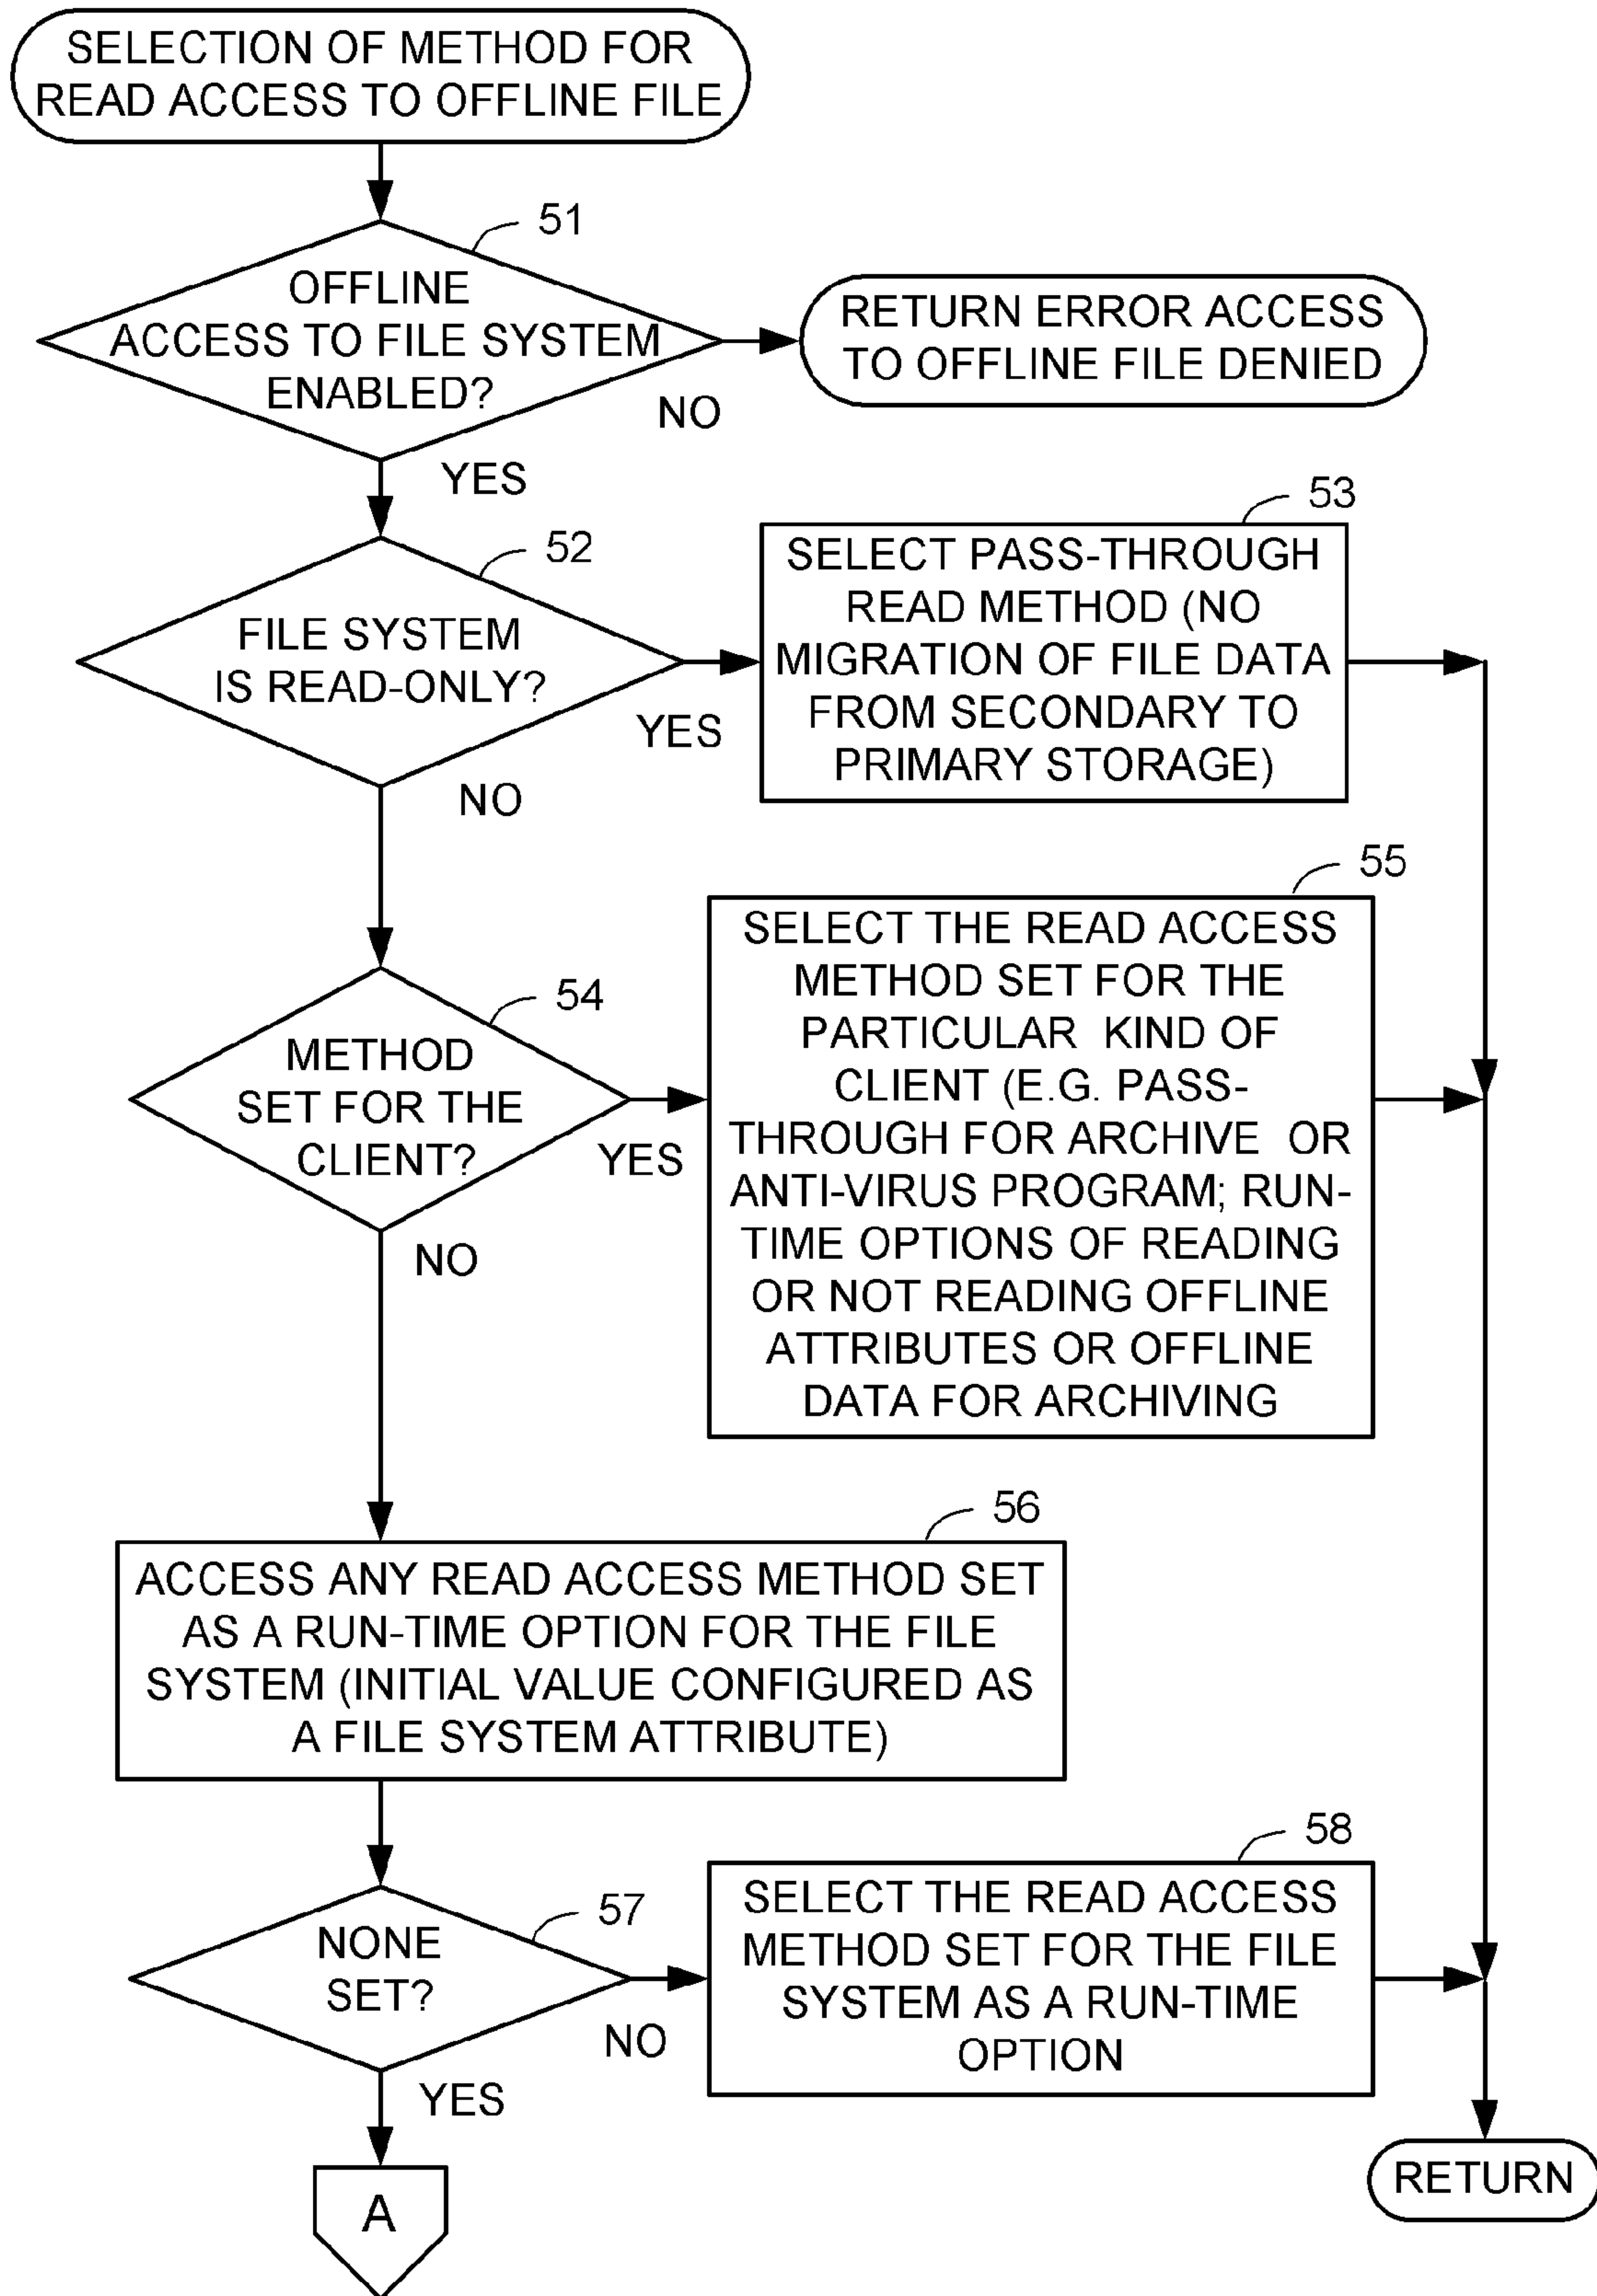 SELECTION OF METHOD FOR
READ ACCESS TO OFFLINE FILE
51
OFFLINE
ACCESS TO FILE SYSTEM
ENABLED?
NO
RETURN ERROR ACCESS
TO OFFLINE FILE DENIED
YES
52
FILE SYSTEM
IS READ-ONLY?
YES
53
SELECT PASS-THROUGH
READ METHOD (NO
MIGRATION OF FILE DATA
FROM SECONDARY TO
PRIMARY STORAGE)
NO
54
METHOD
SET FOR THE
CLIENT?
YES
55
SELECT THE READ ACCESS
METHOD SET FOR THE
PARTICULAR KIND OF
CLIENT (E.G. PASS-
THROUGH FOR ARCHIVE OR
ANTI-VIRUS PROGRAM; RUN-
TIME OPTIONS OF READING
OR NOT READING OFFLINE
ATTRIBUTES OR OFFLINE
DATA FOR ARCHIVING
NO
56
ACCESS ANY READ ACCESS METHOD SET
AS A RUN-TIME OPTION FOR THE FILE
SYSTEM (INITIAL VALUE CONFIGURED AS
A FILE SYSTEM ATTRIBUTE)
57
NONE
SET?
NO
58
SELECT THE READ ACCESS
METHOD SET FOR THE FILE
SYSTEM AS A RUN-TIME
OPTION
YES
A
RETURN